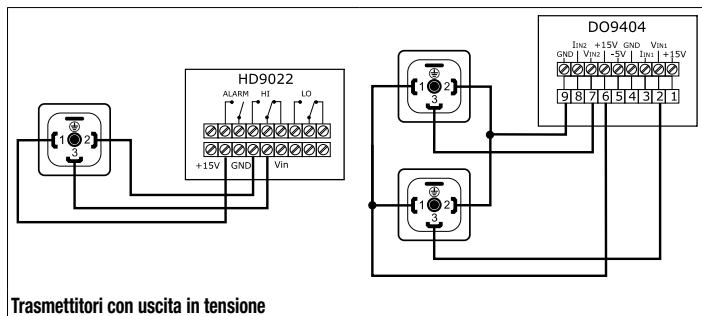 HD9022
ALARM HI LO
+15V GND Vin
1 2
3
DO9404
IIN2 +15V GND VIN1
GND VIN2 -5V IIN1 +15V
9 8 7 6 5 4 3 2 1
1 2
3
1 2
3
Trasmettitori con uscita in tensione